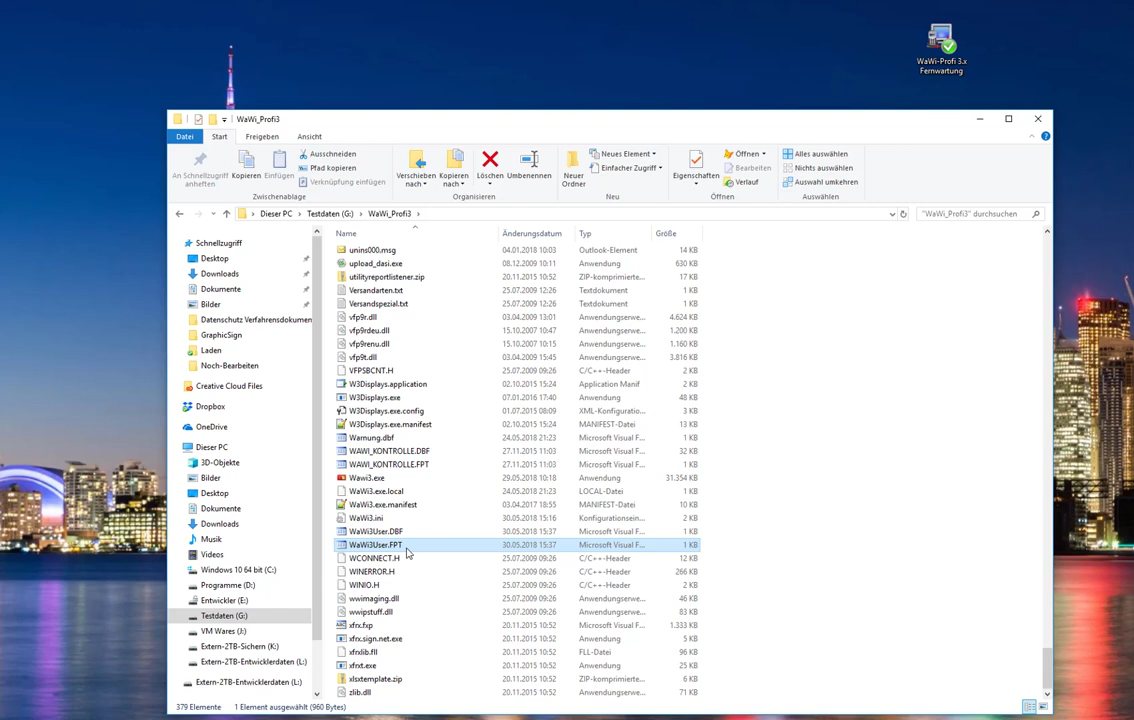 WaWi-Profi 3.x
Fernwartung
WaWi_Profi3
Datei Start Freigeben Ansicht
An Schnellzugriff anheften
Kopieren
Einfügen
Ausschneiden
Pfad kopieren
Verknüpfung einfügen
Zwischenablage
Verschieben nach
Kopieren nach
Löschen
Umbenennen
Organisieren
Neuer Ordner
Neues Element
Einfacher Zugriff
Neu
Eigenschaften
Öffnen
Bearbeiten
Verlauf
Öffnen
Alles auswählen
Nichts auswählen
Auswahl umkehren
Auswählen
Dieser PC > Testdaten (G:) > WaWi_Profi3 >
"WaWi_Profi3" durchsuchen
Schnellzugriff
Desktop
Downloads
Dokumente
Bilder
Datenschutz Verfahrensdokumen
GraphicSign
Laden
Noch-Bearbeiten
Creative Cloud Files
Dropbox
OneDrive
Dieser PC
3D-Objekte
Bilder
Desktop
Dokumente
Downloads
Musik
Videos
Windows 10 64 bit (C:)
Programme (D:)
Entwickler (E:)
Testdaten (G:)
VM Wares (J:)
Extern-2TB-Sichern (K:)
Extern-2TB-Entwicklerdaten (L:)
Extern-2TB-Entwicklerdaten (L:)
Name Änderungsdatum Typ Größe
unins000.msg 04.01.2018 10:03 Outlook-Element 14 KB
upload_dasi.exe 08.12.2009 10:11 Anwendung 630 KB
utilityreportlistener.zip 20.11.2015 10:52 ZIP-komprimierte... 17 KB
Versandarten.txt 25.07.2009 12:26 Textdokument 1 KB
Versandspezial.txt 25.07.2009 12:26 Textdokument 1 KB
vfp9r.dll 03.04.2009 13:01 Anwendungserwe... 4.624 KB
vfp9rdeu.dll 15.10.2007 10:47 Anwendungserwe... 1.200 KB
vfp9renu.dll 15.10.2007 10:15 Anwendungserwe... 1.160 KB
vfp9t.dll 03.04.2009 15:45 Anwendungserwe... 3.816 KB
VFPSBCNT.H 25.07.2009 09:26 C/C++-Header 2 KB
W3Displays.application 02.10.2015 15:24 Application Manif 2 KB
W3Displays.exe 07.01.2016 17:40 Anwendung 48 KB
W3Displays.exe.config 01.07.2015 08:09 XML-Konfiguratio... 3 KB
W3Displays.exe.manifest 02.10.2015 15:24 MANIFEST-Datei 13 KB
Warnung.dbf 24.05.2018 21:23 Microsoft Visual F... 1 KB
WAWI_KONTROLLE.DBF 27.11.2015 11:03 Microsoft Visual F... 32 KB
WAWI_KONTROLLE.FPT 27.11.2015 11:03 Microsoft Visual F... 1 KB
Wawi3.exe 29.05.2018 10:18 Anwendung 31.354 KB
WaWi3.exe.local 24.05.2018 21:23 LOCAL-Datei 1 KB
WaWi3.exe.manifest 03.04.2017 18:55 MANIFEST-Datei 10 KB
WaWi3.ini 30.05.2018 15:16 Konfigurationsein... 2 KB
WaWi3User.DBF 30.05.2018 15:37 Microsoft Visual F... 1 KB
WaWi3User.FPT 30.05.2018 15:37 Microsoft Visual F... 1 KB
WCONNECT.H 25.07.2009 09:26 C/C++-Header 12 KB
WINERROR.H 25.07.2009 09:26 C/C++-Header 266 KB
WINIO.H 25.07.2009 09:26 C/C++-Header 2 KB
wwimaging.dll 25.07.2009 09:26 Anwendungserwe... 46 KB
wwipstuff.dll 25.07.2009 09:26 Anwendungserwe... 83 KB
xfrx.fxp 20.11.2015 10:52 Microsoft Visual F... 1.333 KB
xfrx.sign.net.exe 20.11.2015 10:52 Anwendung 5 KB
xfrxlib.fll 20.11.2015 10:52 FLL-Datei 96 KB
xfrxt.exe 20.11.2015 10:52 Anwendung 25 KB
xlsxtemplate.zip 20.11.2015 10:52 ZIP-komprimierte... 6 KB
zlib.dll 20.11.2015 10:52 Anwendungserwe... 71 KB
379 Elemente 1 Element ausgewählt (960 Bytes)